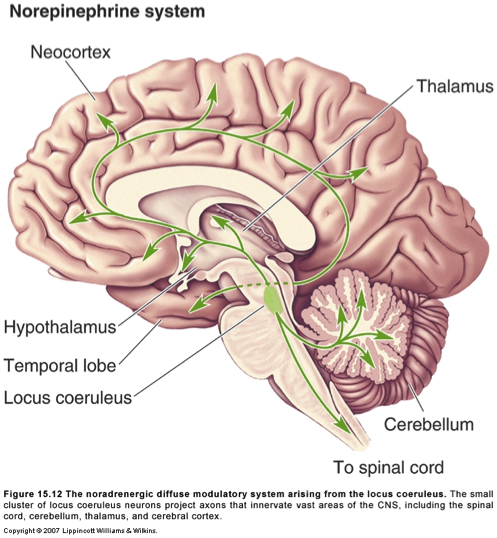 Norepinephrine system
Neocortex
Thalamus
Hypothalamus
Temporal lobe
Locus coeruleus
Cerebellum
To spinal cord
Figure 15.12 The noradrenergic diffuse modulatory system arising from the locus coeruleus. The small
cluster of locus coeruleus neurons project axons that innervate vast areas of the CNS, including the spinal
cord, cerebellum, thalamus, and cerebral cortex.
Copyright © 2007 Lippincott Williams & Wilkins.